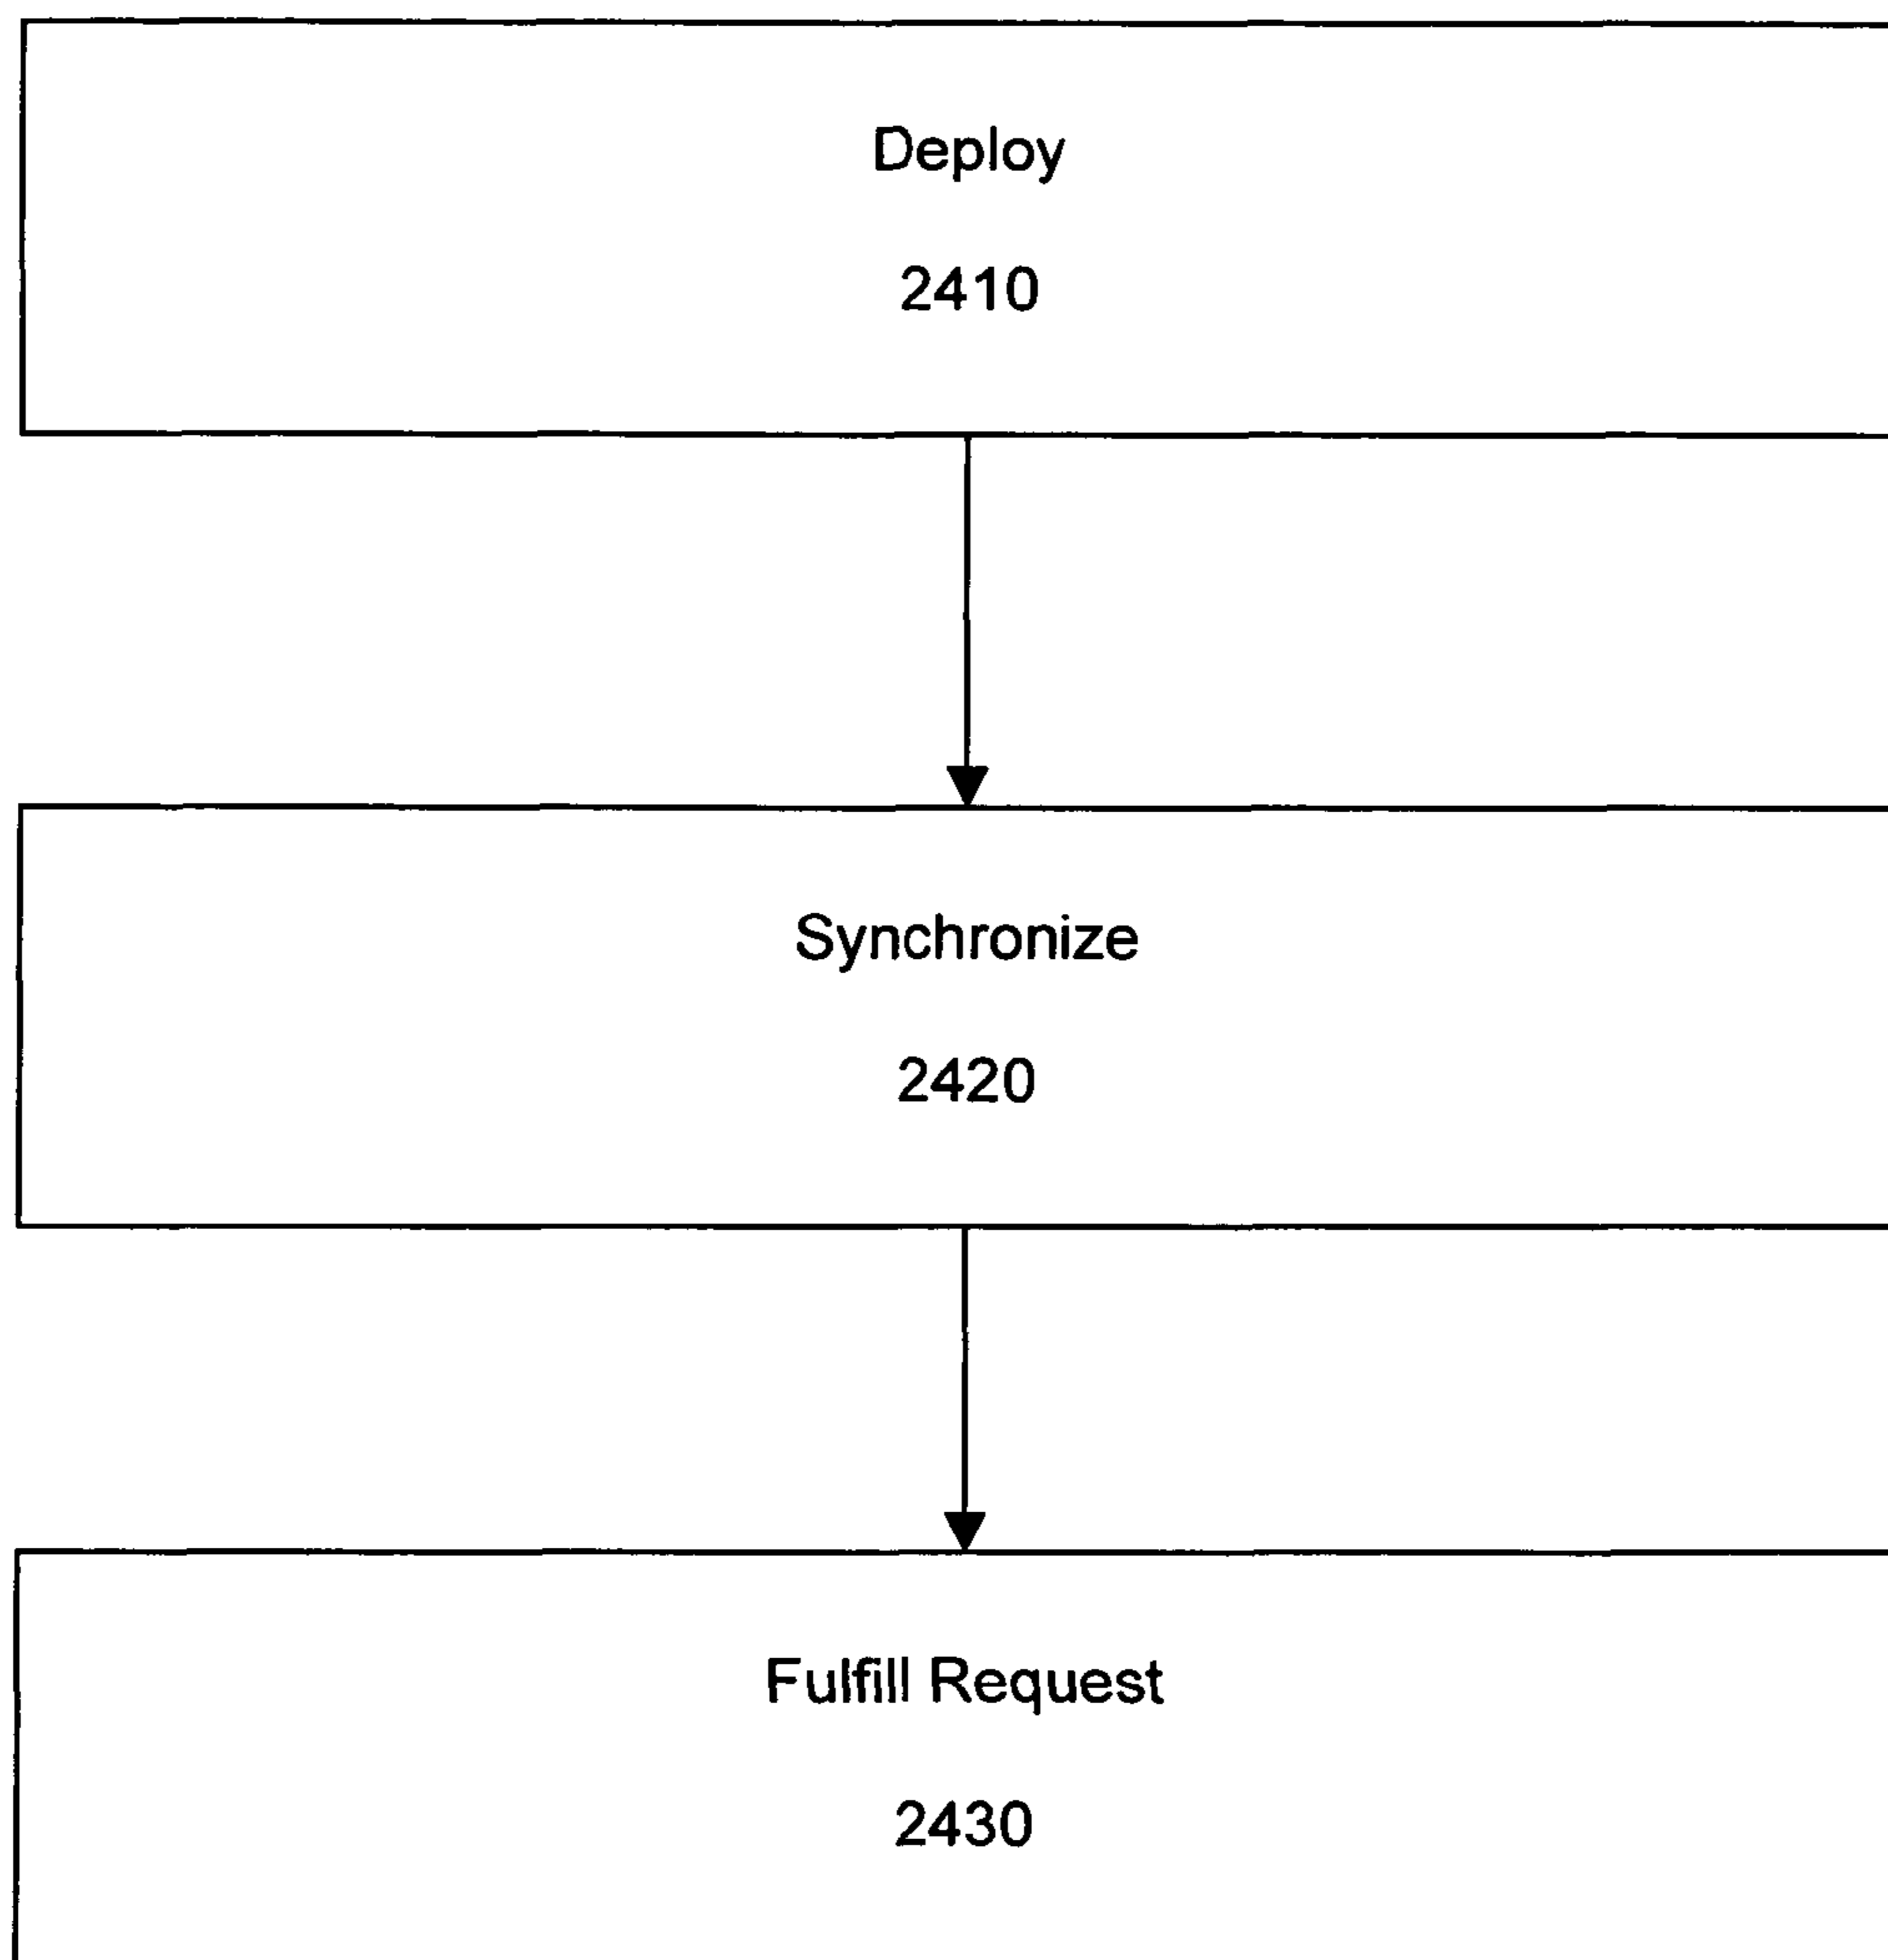 Deploy
2410
Synchronize
2420
Fulfill Request
2430